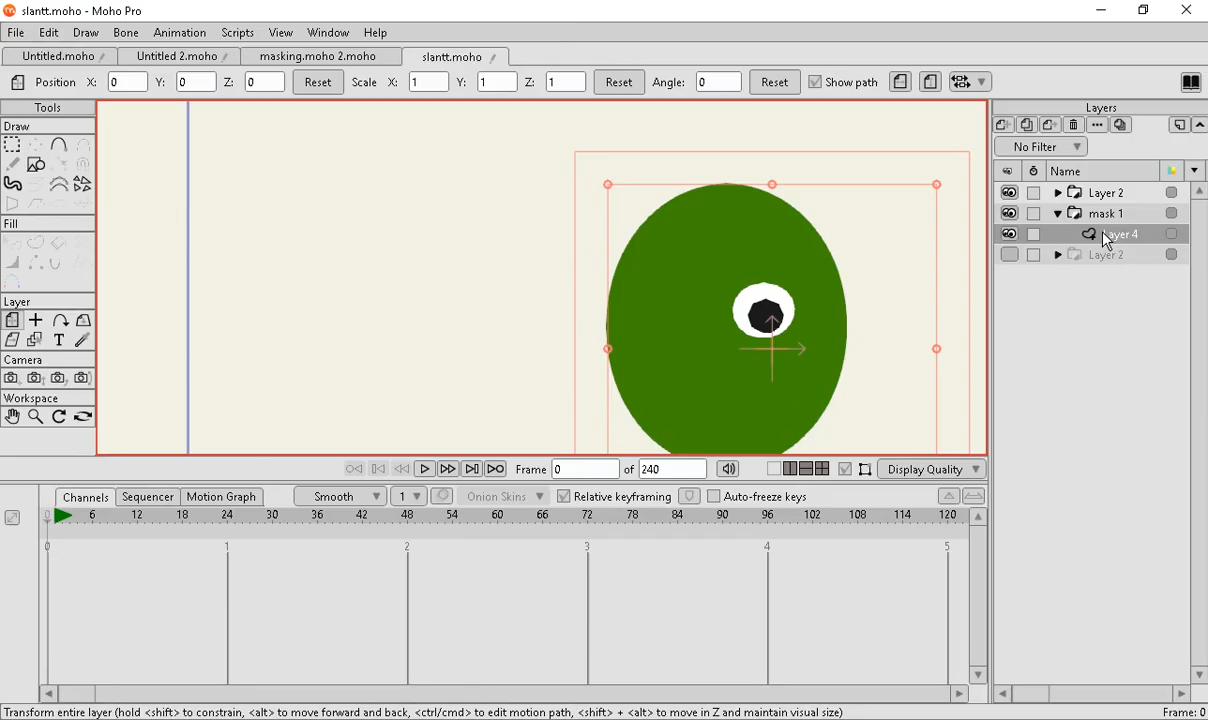 slantt.moho - Moho Pro
File Edit Draw Bone Animation Scripts View Window Help
Untitled.moho Untitled 2.moho masking.moho 2.moho slantt.moho
Position X: 0 Y: 0 Z: 0 Reset Scale X: 1 Y: 1 Z: 1 Reset Angle: 0 Reset Show path
Tools
Draw
Fill
Layer
T
Camera
Workspace
Layers
No Filter
Name
Layer 2
mask 1
Layer 4
Layer 2
Frame 0 of 240 Display Quality
Channels Sequencer Motion Graph Smooth 1 Onion Skins Relative keyframing Auto-freeze keys
0 6 12 18 24 30 36 42 48 54 60 66 72 78 84 90 96 102 108 114 120
0 1 2 3 4 5
Transform entire layer (hold <shift> to constrain, <alt> to move forward and back, <ctrl/cmd> to edit motion path, <shift> + <alt> to move in Z and maintain visual size) Frame: 0